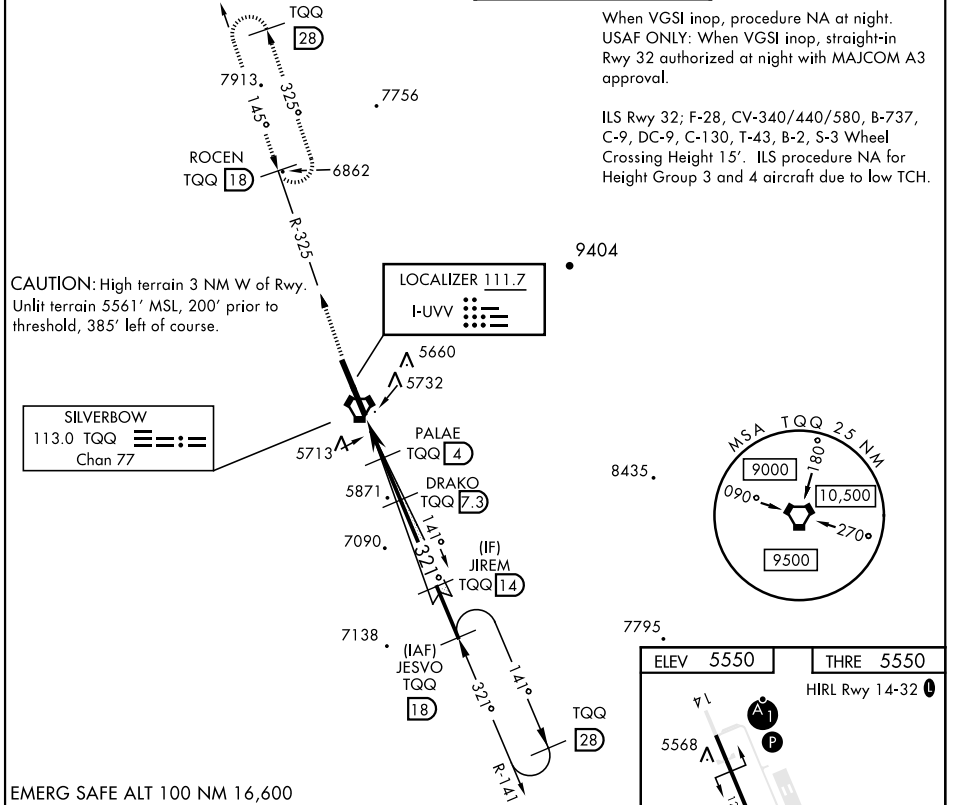 TQQ
28
When VGSI inop, procedure NA at night.
USAF ONLY: When VGSI inop, straight-in
Rwy 32 authorized at night with MAJCOM A3
approval.
ILS Rwy 32; F-28, CV-340/440/580, B-737,
C-9, DC-9, C-130, T-43, B-2, S-3 Wheel
Crossing Height 15'. ILS procedure NA for
Height Group 3 and 4 aircraft due to low TCH.
7913
7756
145°
325°
ROCEN
TQQ 18
6862
R-325
9404
CAUTION: High terrain 3 NM W of Rwy.
Unlit terrain 5561' MSL, 200' prior to
threshold, 385' left of course.
LOCALIZER 111.7
I-UVV
5660
5732
SILVERBOW
113.0 TQQ
Chan 77
5713
PALAE
TQQ 4
5871
DRAKO
TQQ 7.3
141°
7090
321°
(IF)
JIREM
TQQ 14
8435
MSA TQQ 25 NM
9000
180°
090°
10,500
270°
9500
7138
(IAF)
JESVO
TQQ
18
321°
141°
TQQ
28
R-141
7795
ELEV 5550
THRE 5550
HIRL Rwy 14-32 L
14
A1
P
5568
EMERG SAFE ALT 100 NM 16,600